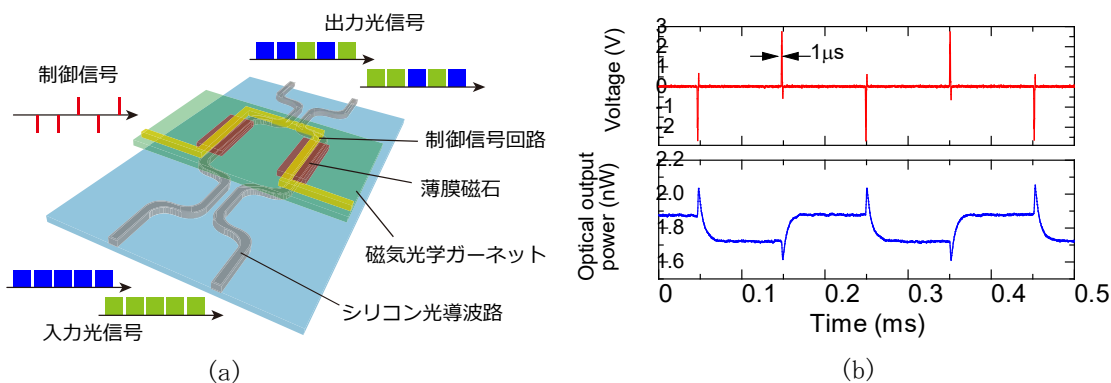 (a)
出力光信号
制御信号
制御信号回路
薄膜磁石
磁気光学ガーネット
シリコン光導波路
入力光信号
(a)
(b)
Voltage (V)
3
2
1
0
-1
-2
1μs
Optical output
power (nW)
2.2
2.0
1.8
1.6
0 0.1 0.2 0.3 0.4 0.5
Time (ms)
(b)